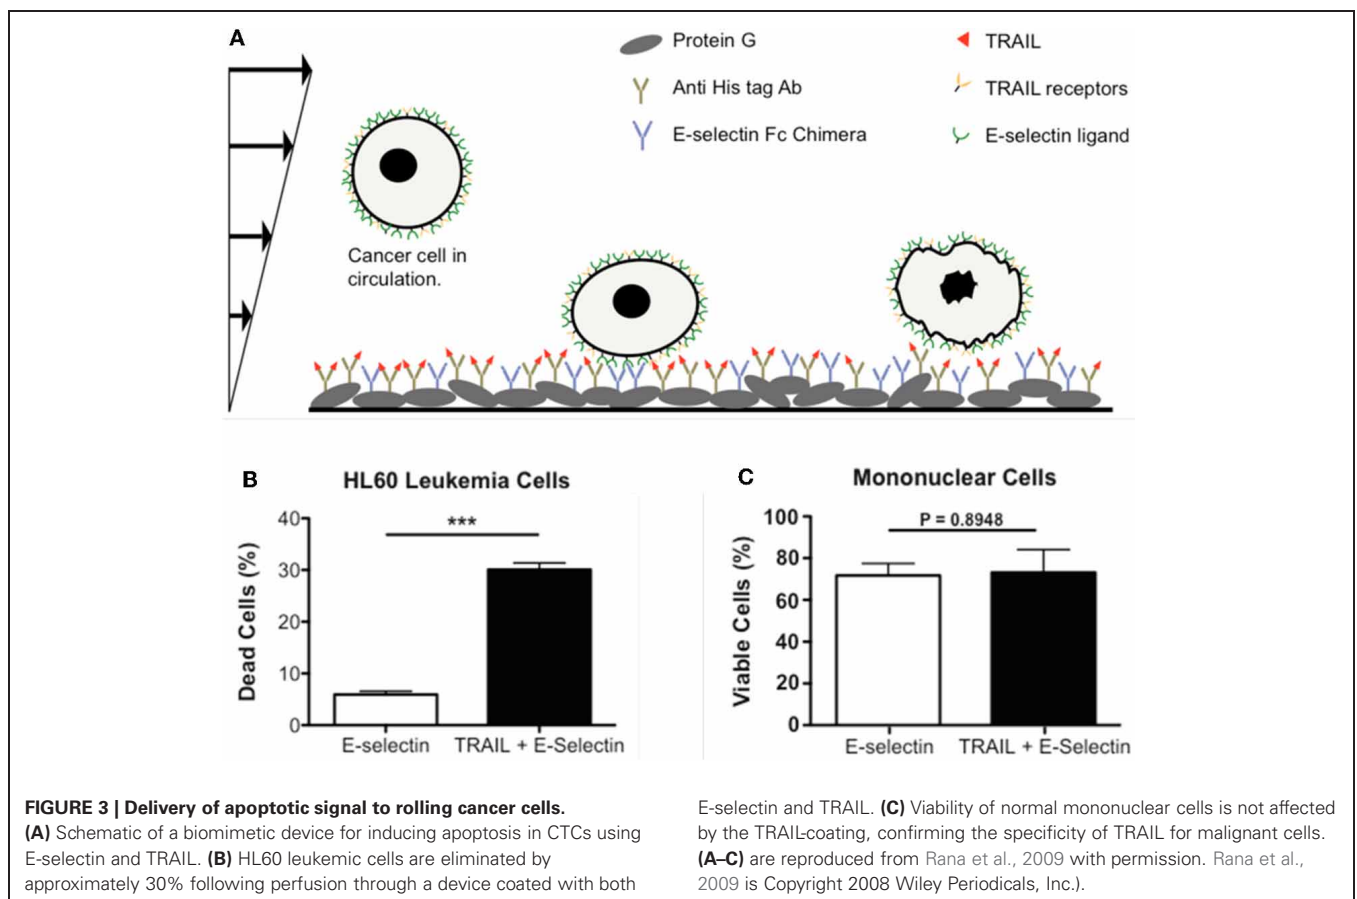 A
Protein G
Anti His tag Ab
E-selectin Fc Chimera
TRAIL
TRAIL receptors
E-selectin ligand
Cancer cell in
circulation.
B
HL60 Leukemia Cells
***
Dead Cells (%)
40
30
20
10
0
E-selectin
TRAIL + E-Selectin
C
Mononuclear Cells
P = 0.8948
Viable Cells (%)
100
80
60
40
20
0
E-selectin
TRAIL + E-Selectin
FIGURE 3 | Delivery of apoptotic signal to rolling cancer cells.
(A) Schematic of a biomimetic device for inducing apoptosis in CTCs using
E-selectin and TRAIL. (B) HL60 leukemic cells are eliminated by
approximately 30% following perfusion through a device coated with both
E-selectin and TRAIL. (C) Viability of normal mononuclear cells is not affected
by the TRAIL-coating, confirming the specificity of TRAIL for malignant cells.
(A–C) are reproduced from Rana et al., 2009 with permission. Rana et al.,
2009 is Copyright 2008 Wiley Periodicals, Inc.).